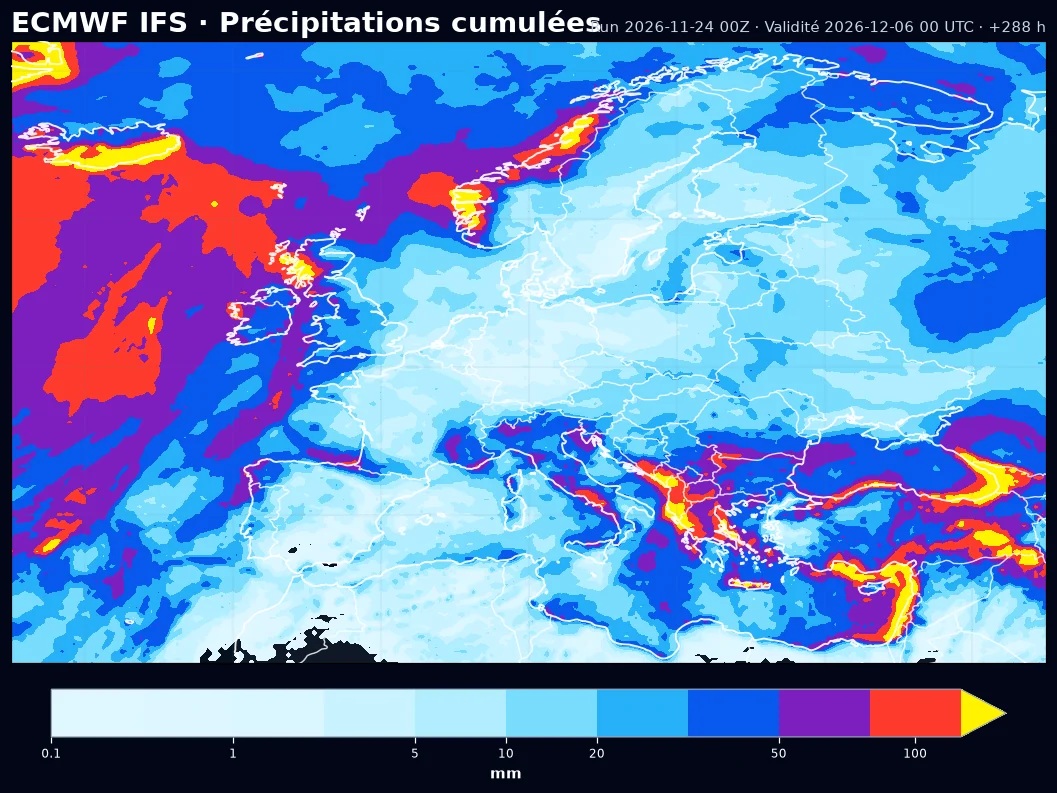 ECMWF IFS · Précipitations cumulées
Run 2026-11-24 00Z · Validité 2026-12-06 00 UTC · +288 h
0.1 1 5 10 20 50 100
mm